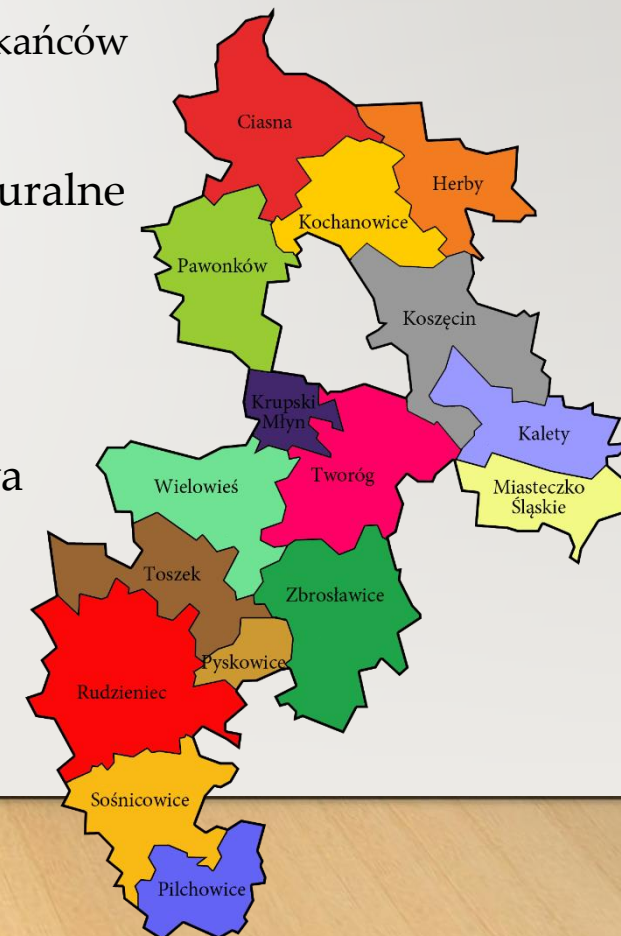 kańców
Ciasna
Herby
uralne
Kochanowice
Pawonków
Koszęcin
Krupski
Młyn
Kalety
Tworóg
Wielowieś
Miasteczko
Śląskie
Toszek
Zbrosławice
Pyskowice
Rudzieniec
Sośnicowice
Pilchowice